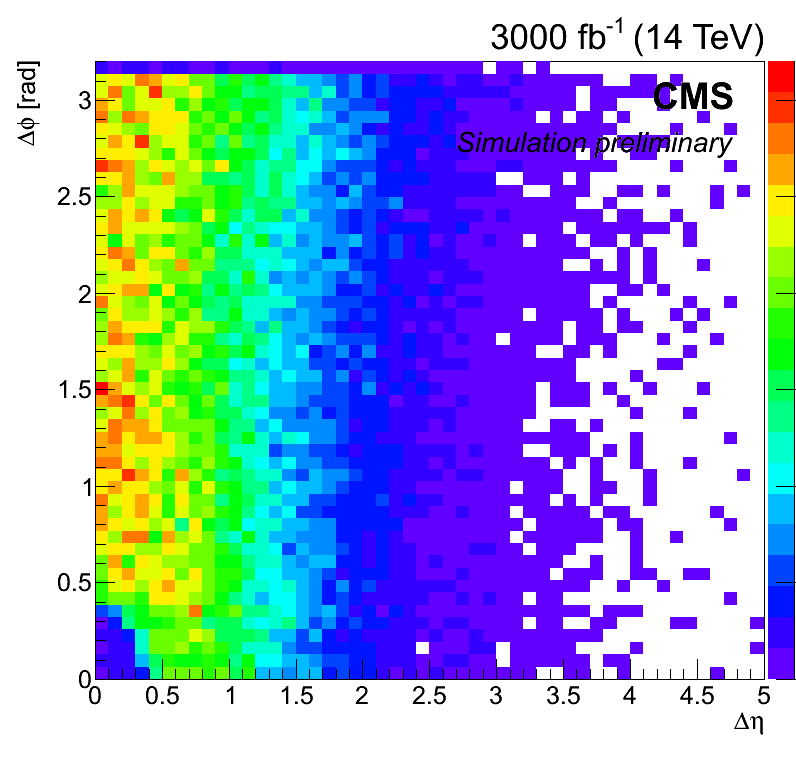 3000 fb-1 (14 TeV)
Δϕ [rad]
CMS
Simulation preliminary
3
2.5
2
1.5
1
0.5
0
0 0.5 1 1.5 2 2.5 3 3.5 4 4.5 5
Δη